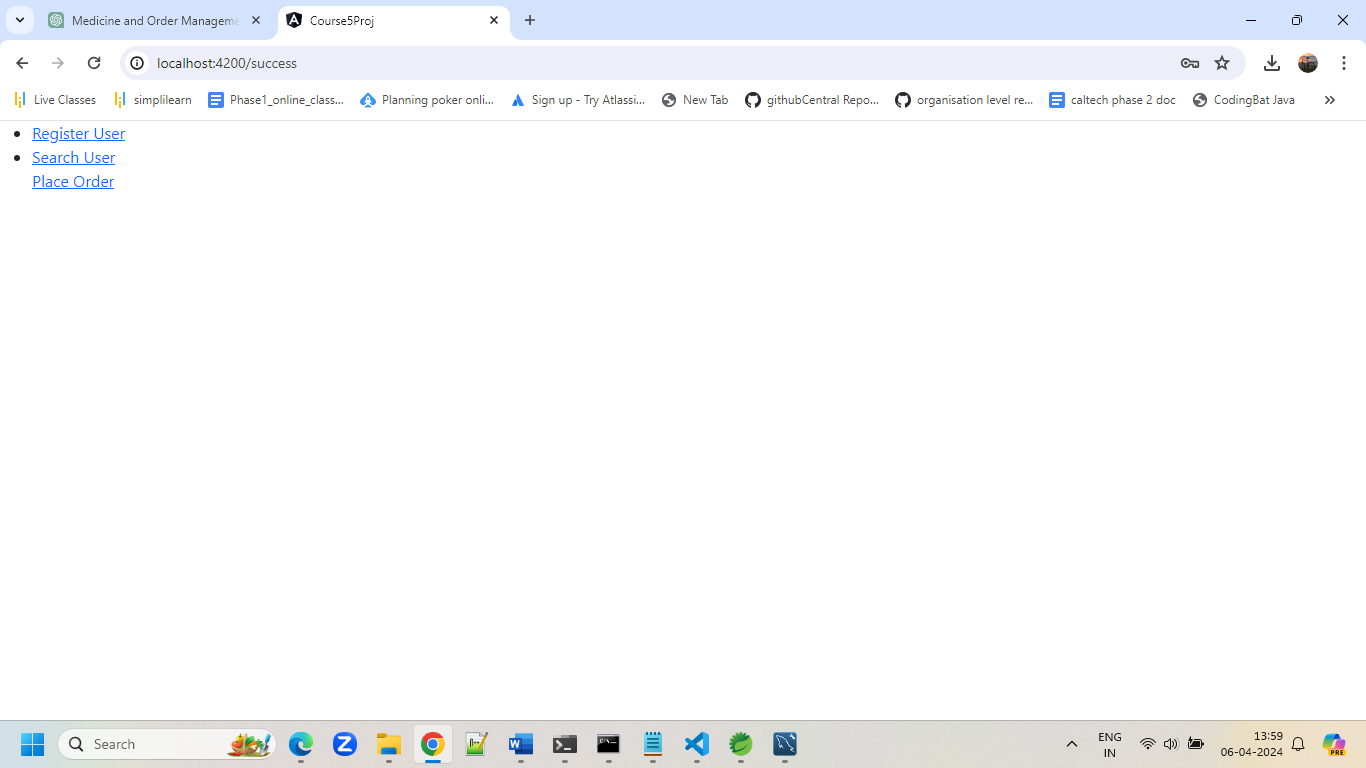 Medicine and Order Manageme
Course5Proj
localhost:4200/success
Live Classes simplilearn Phase1_online_class... Planning poker onli... Sign up - Try Atlassi... New Tab githubCentral Repo... organisation level re... caltech phase 2 doc CodingBat Java
Register User
Search User
Place Order
Search
ENG
IN
13:59
06-04-2024
PRE